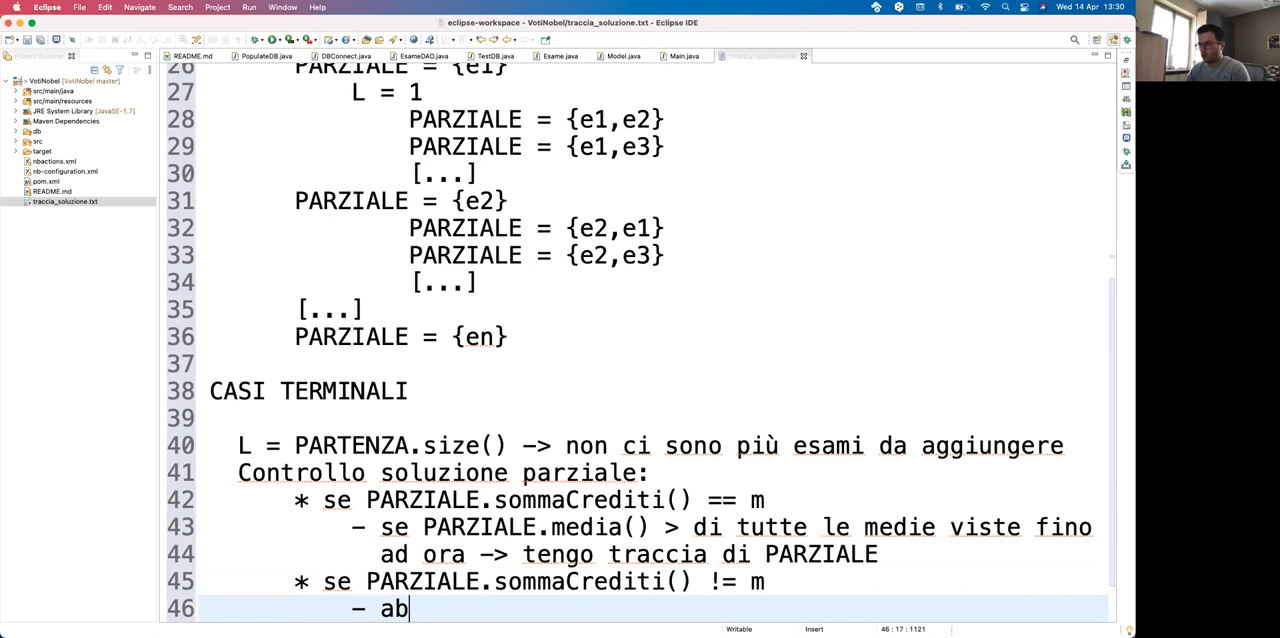 Eclipse File Edit Navigate Search Project Run Window Help Wed 14 Apr 13:30
eclipse-workspace - VotiNobel/traccia_soluzione.txt - Eclipse IDE
Project Explorer README.md PopulateDB.java DBConnect.java EsameDAO.java TestDB.java Esame.java Model.java Main.java traccia_soluzione.txt
> VotiNobel [VotiNobel master]
src/main/java
src/main/resources
JRE System Library [JavaSE-1.7]
Maven Dependencies
db
src
target
nbactions.xml
nb-configuration.xml
pom.xml
README.md
traccia_soluzione.txt
26 PARZIALE = {e1}
27 L = 1
28 PARZIALE = {e1,e2}
29 PARZIALE = {e1,e3}
30 [...]
31 PARZIALE = {e2}
32 PARZIALE = {e2,e1}
33 PARZIALE = {e2,e3}
34 [...]
35 [...]
36 PARZIALE = {en}
37
38 CASI TERMINALI
39
40 L = PARTENZA.size() -> non ci sono più esami da aggiungere
41 Controllo soluzione parziale:
42 * se PARZIALE.sommaCrediti() == m
43 - se PARZIALE.media() > di tutte le medie viste fino
44 ad ora -> tengo traccia di PARZIALE
45 * se PARZIALE.sommaCrediti() != m
46 - ab
Writable Insert 46 : 17 : 1121